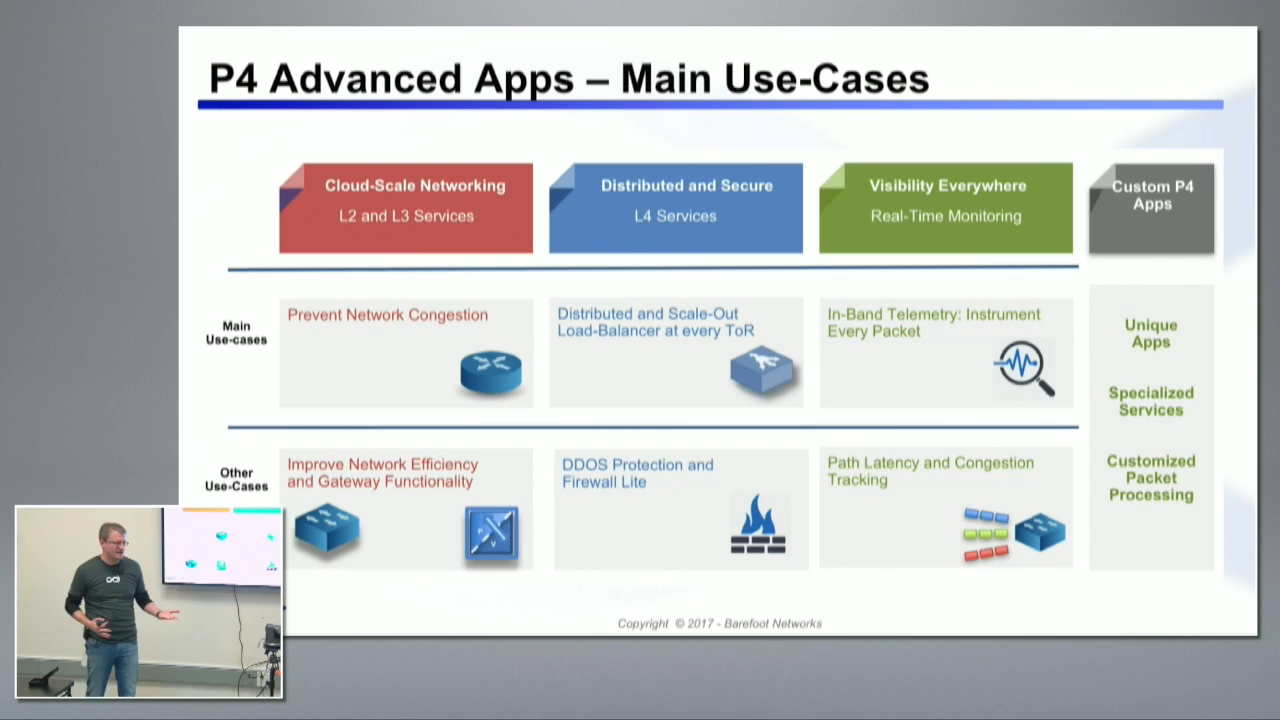 P4 Advanced Apps – Main Use-Cases
Cloud-Scale Networking
L2 and L3 Services
Distributed and Secure
L4 Services
Visibility Everywhere
Real-Time Monitoring
Custom P4
Apps
Main
Use-cases
Prevent Network Congestion
Distributed and Scale-Out
Load-Balancer at every ToR
In-Band Telemetry: Instrument
Every Packet
Unique
Apps
Specialized
Services
Customized
Packet
Processing
Other
Use-Cases
Improve Network Efficiency
and Gateway Functionality
P
V
DDOS Protection and
Firewall Lite
Path Latency and Congestion
Tracking
Copyright © 2017 - Barefoot Networks